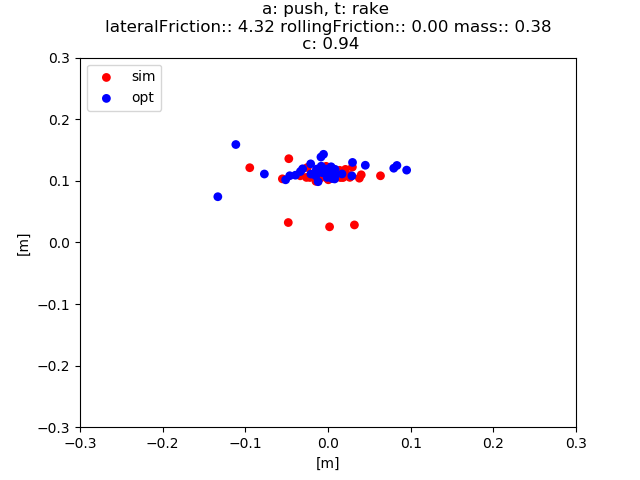 a: push, t: rake
lateralFriction:: 4.32 rollingFriction:: 0.00 mass:: 0.38
c: 0.94
sim
opt
0.3
0.2
0.1
0.0
−0.1
−0.2
−0.3
[m]
−0.3 −0.2 −0.1 0.0 0.1 0.2 0.3
[m]